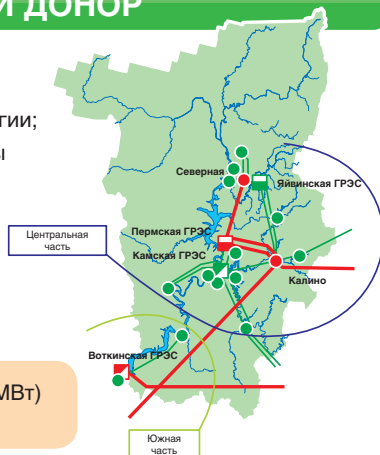 ДОНОР
гии;
ы
Северная
Яйвинская ГРЭС
Пермская ГРЭС
Центральная
часть
Камская ГРЭС
Калино
Воткинская ГРЭС
МВт)
Южная
часть